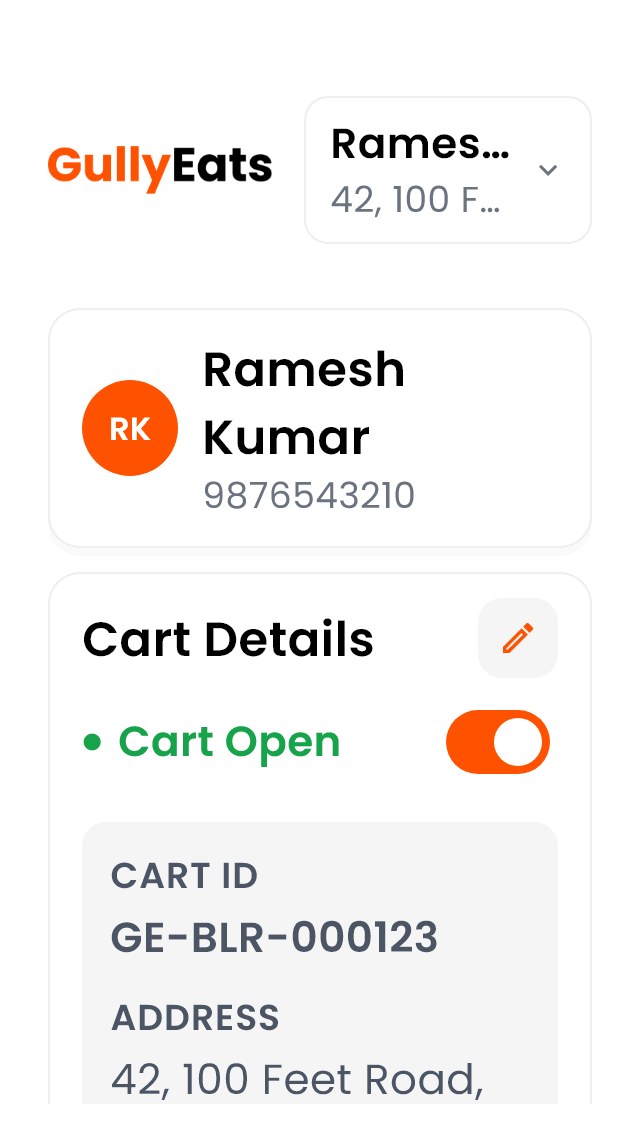 GullyEats
Rames...
42, 100 F...
RK
Ramesh
Kumar
9876543210
Cart Details
Cart Open
CART ID
GE-BLR-000123
ADDRESS
42, 100 Feet Road,